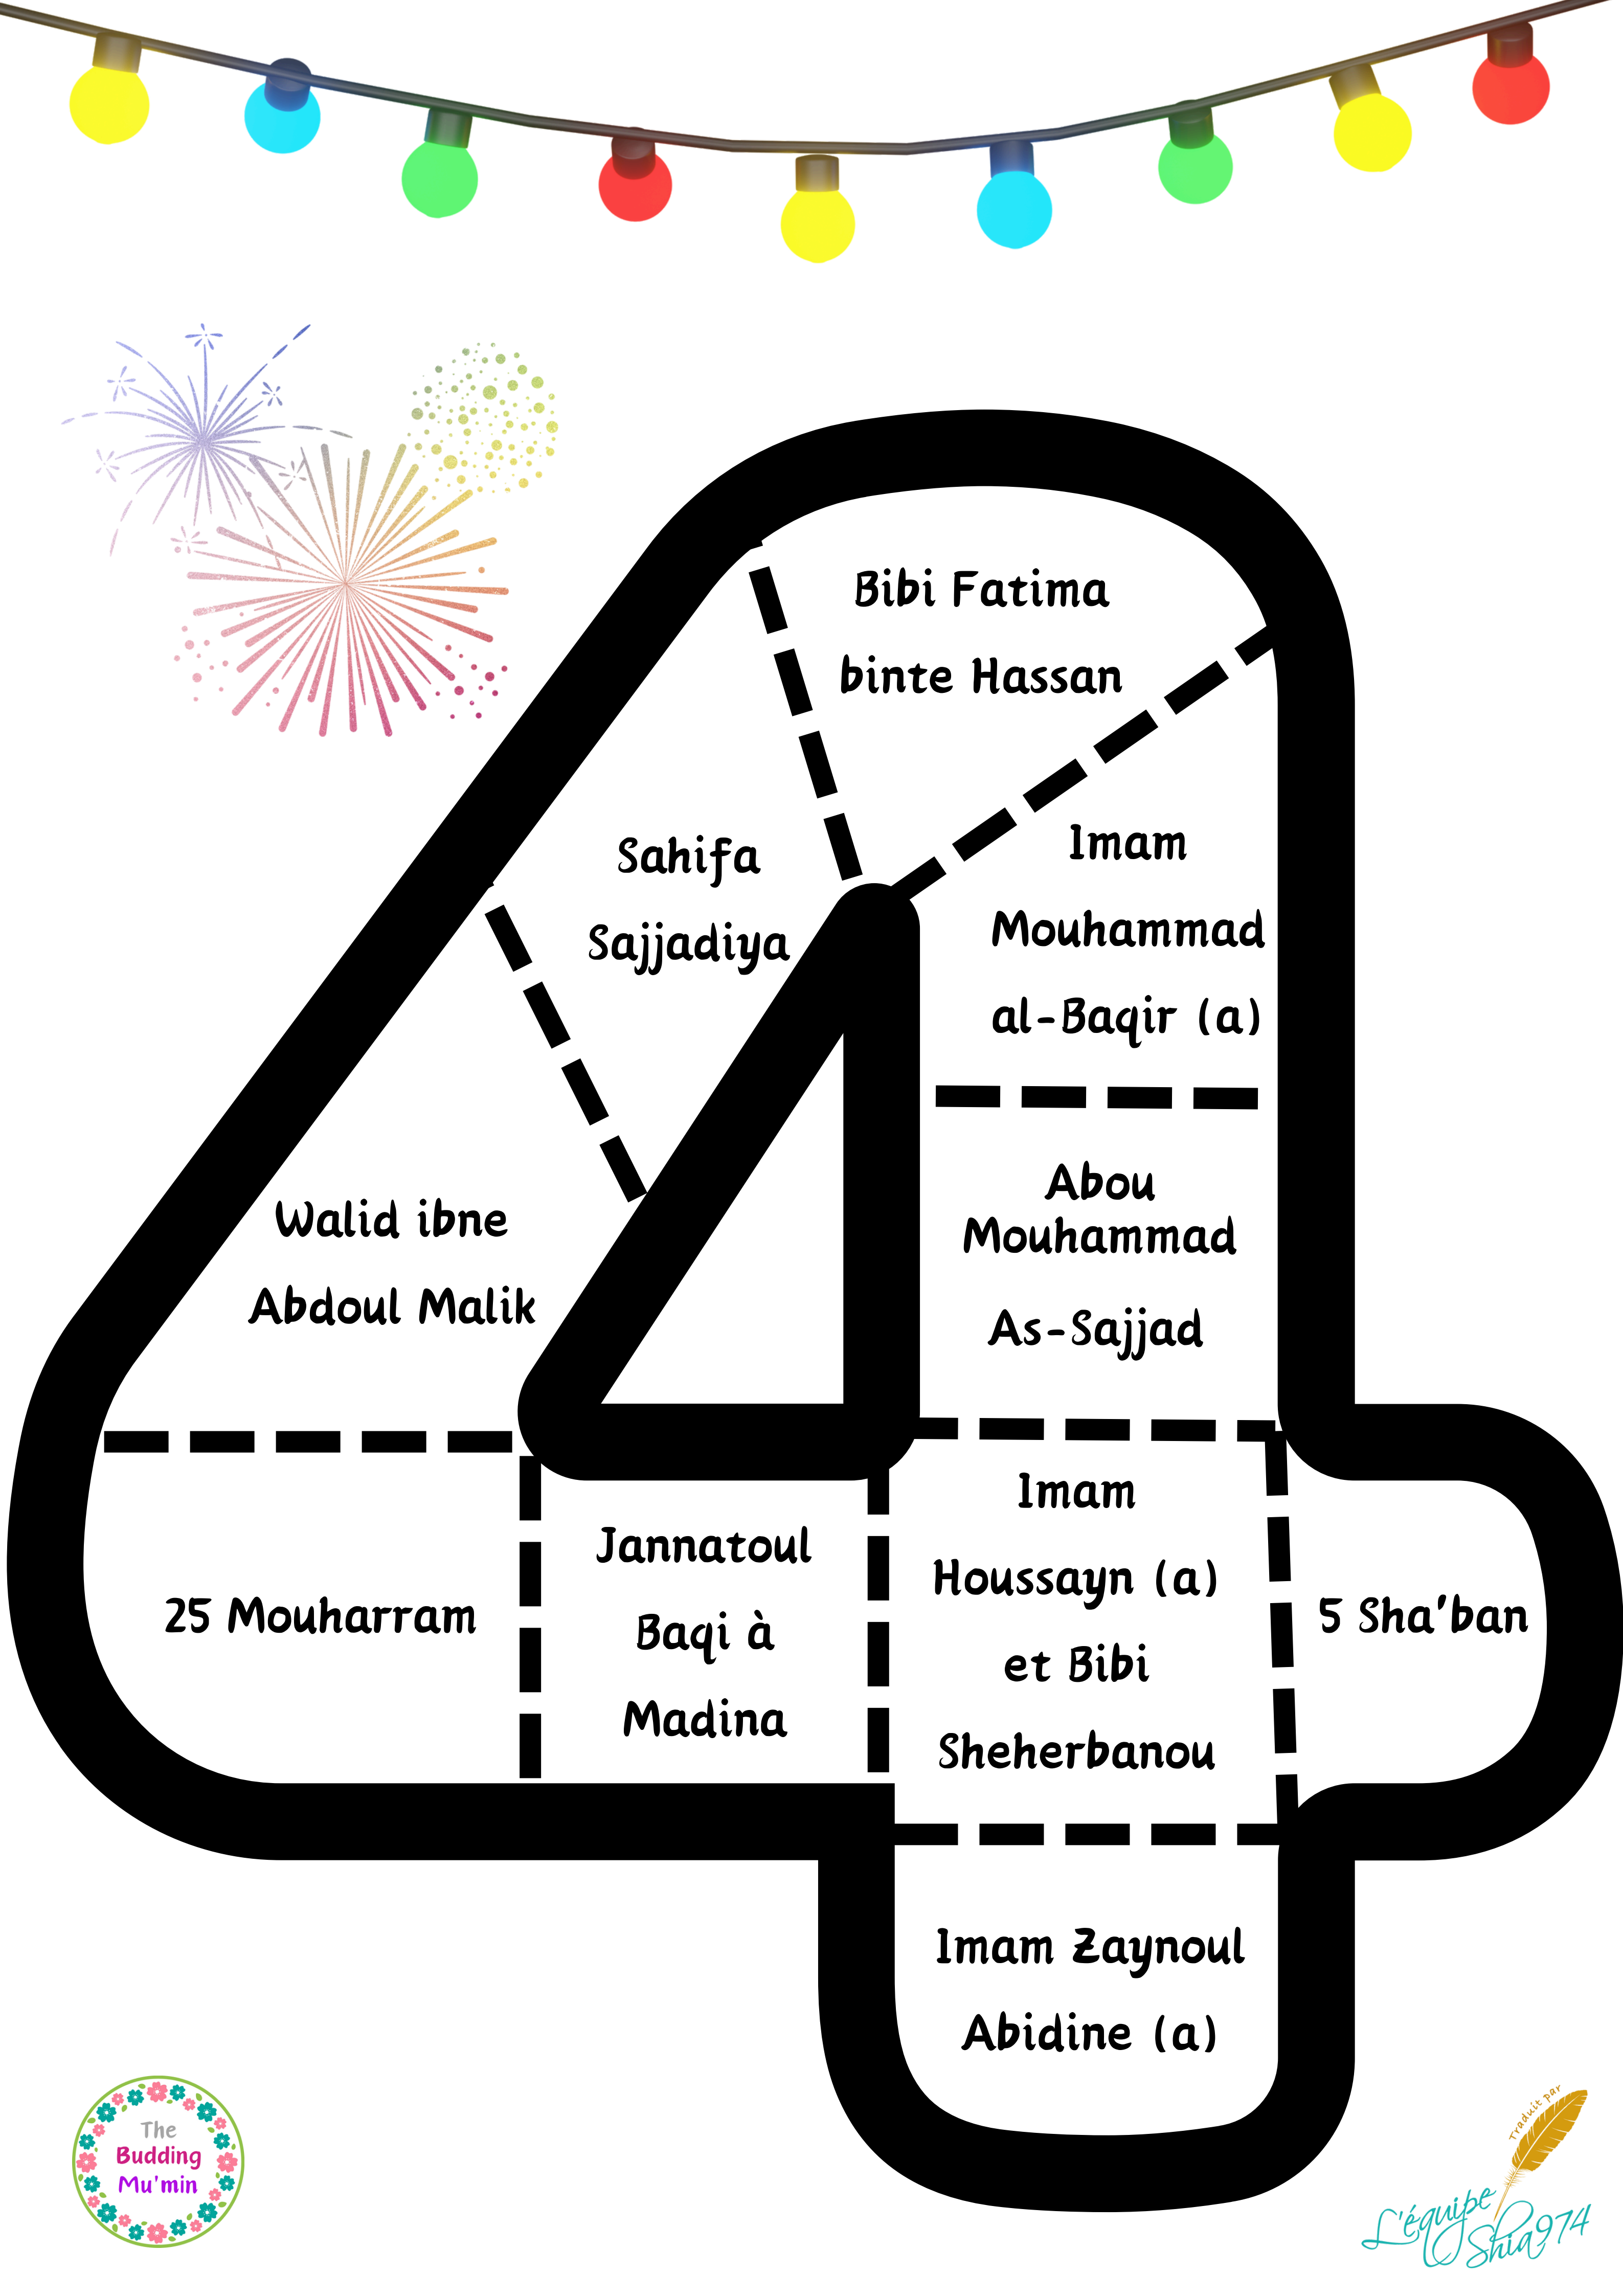 Bibi Fatima
binte Hassan
Sahifa
Sajjadiya
Imam
Mouhammad
al-Baqir (a)
Walid ibne
Abdoul Malik
Abou
Mouhammad
As-Sajjad
25 Mouharram
Jannatoul
Baqi à
Madina
Imam
Houssayn (a)
et Bibi
Sheherbanou
5 Sha'ban
Imam Zaynoul
Abidine (a)
The
Budding
Mu'min
Traduit par
L'équipe
Shia974